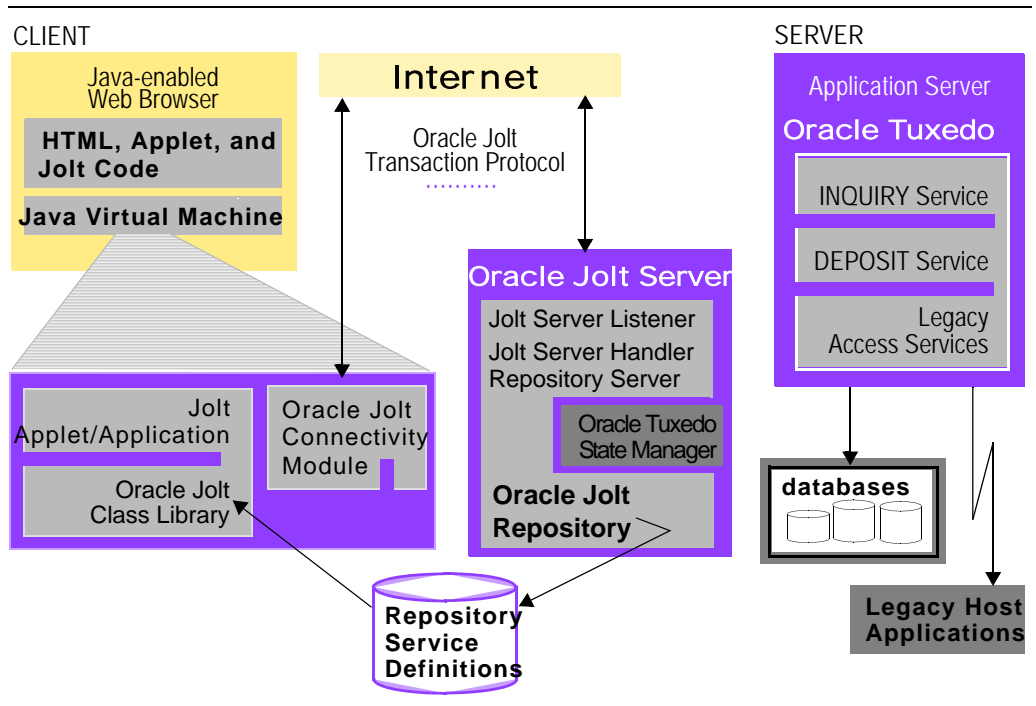 CLIENT
Java-enabled
Web Browser
HTML, Applet, and
Jolt Code
Java Virtual Machine
Internet
Oracle Jolt
Transaction Protocol
..........
SERVER
Application Server
Oracle Tuxedo
INQUIRY Service
DEPOSIT Service
Legacy
Access Services
Oracle Jolt Server
Jolt Server Listener
Jolt Server Handler
Repository Server
Oracle Tuxedo
State Manager
Oracle Jolt
Repository
Jolt
Applet/Application
Oracle Jolt
Class Library
Oracle Jolt
Connectivity
Module
databases
Legacy Host
Applications
Repository
Service
Definitions